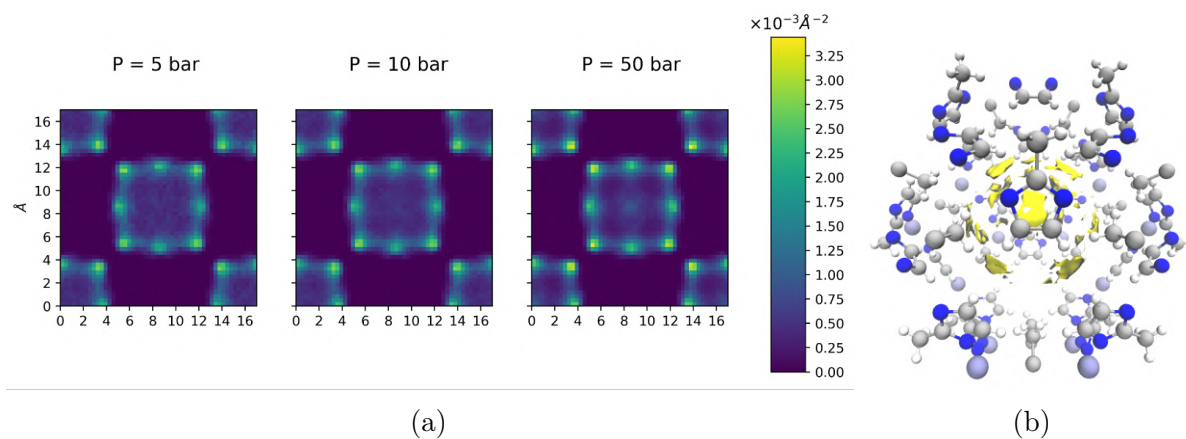 ×10⁻³Å⁻²
P = 5 bar
P = 10 bar
P = 50 bar
3.25
3.00
2.75
2.50
2.25
2.00
1.75
1.50
1.25
1.00
0.75
0.50
0.25
0.00
16
14
12
10
8
6
4
2
0
Å
0 2 4 6 8 10 12 14 16
0 2 4 6 8 10 12 14 16
0 2 4 6 8 10 12 14 16
(a)
(b)